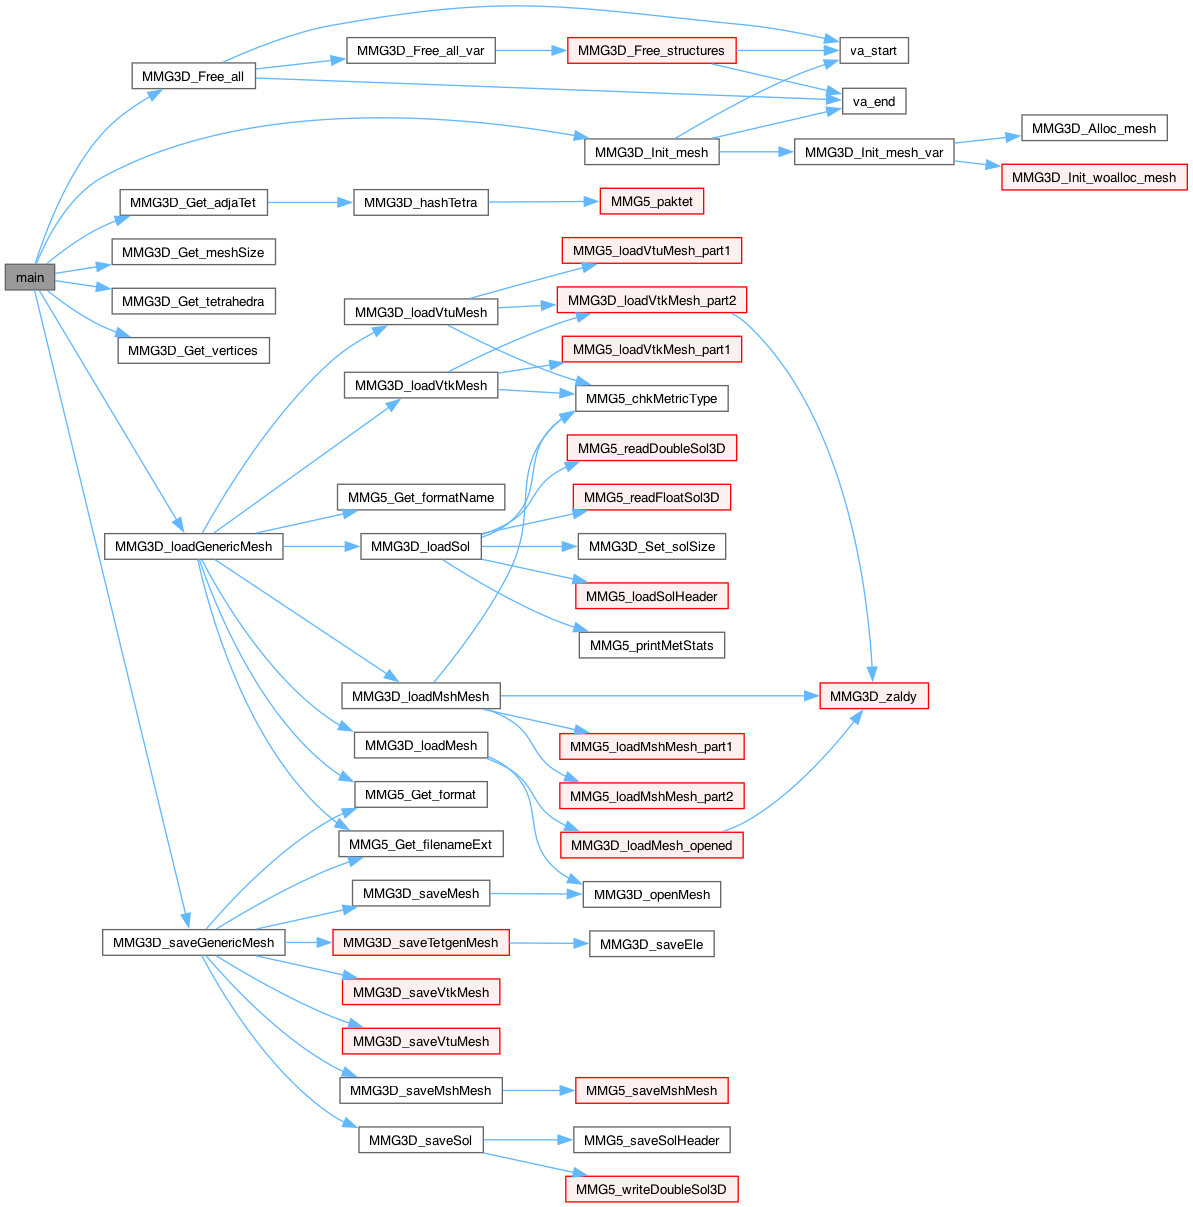 main
MMG3D_Free_all
MMG3D_Free_all_var
MMG3D_Free_structures
va_start
va_end
MMG3D_Init_mesh
MMG3D_Init_mesh_var
MMG3D_Alloc_mesh
MMG3D_Init_woalloc_mesh
MMG3D_Get_adjaTet
MMG3D_hashTetra
MMG5_paktet
MMG3D_Get_meshSize
MMG3D_Get_tetrahedra
MMG3D_Get_vertices
MMG3D_loadGenericMesh
MMG3D_loadVtuMesh
MMG5_loadVtuMesh_part1
MMG3D_loadVtkMesh_part2
MMG3D_loadVtkMesh
MMG5_loadVtkMesh_part1
MMG5_chkMetricType
MMG5_Get_formatName
MMG3D_loadSol
MMG5_readDoubleSol3D
MMG5_readFloatSol3D
MMG3D_Set_solSize
MMG5_loadSolHeader
MMG5_printMetStats
MMG3D_loadMshMesh
MMG3D_zaldy
MMG5_loadMshMesh_part1
MMG5_loadMshMesh_part2
MMG3D_loadMesh
MMG3D_loadMesh_opened
MMG3D_openMesh
MMG5_Get_format
MMG5_Get_filenameExt
MMG3D_saveGenericMesh
MMG3D_saveMesh
MMG3D_saveTetgenMesh
MMG3D_saveEle
MMG3D_saveVtkMesh
MMG3D_saveVtuMesh
MMG3D_saveMshMesh
MMG5_saveMshMesh
MMG3D_saveSol
MMG5_saveSolHeader
MMG5_writeDoubleSol3D